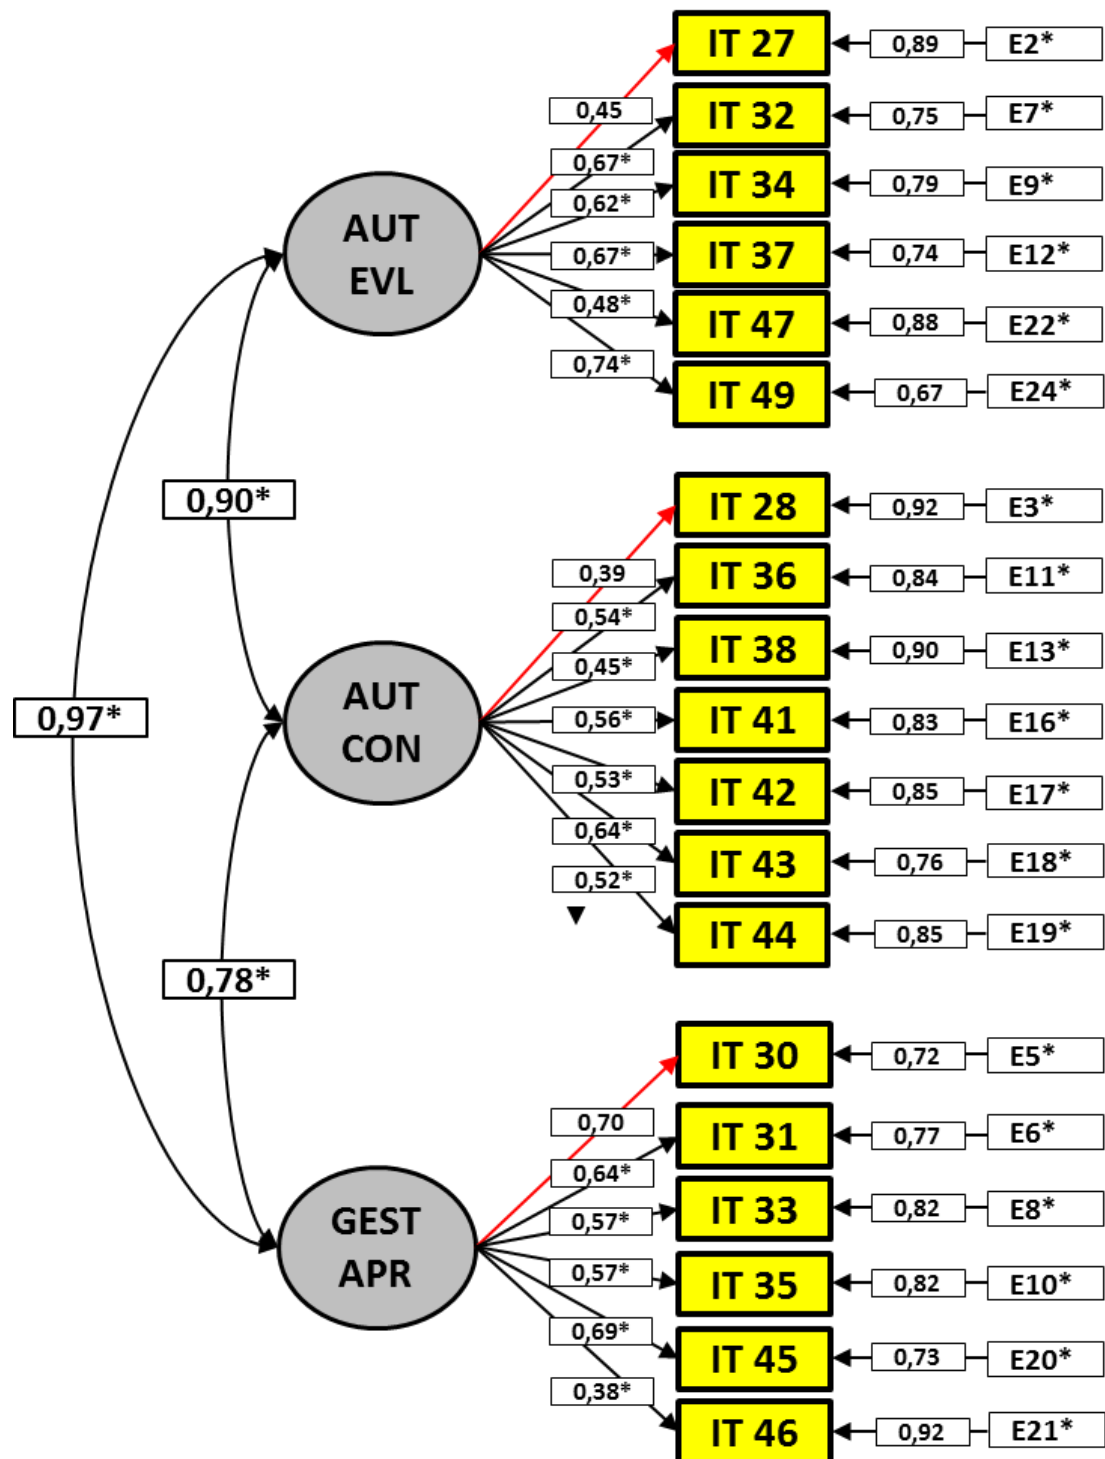 IT 27
0,89
E2*
0,45
IT 32
0,75
E7*
0,67*
IT 34
0,79
E9*
0,62*
AUT
EVL
IT 37
0,74
E12*
0,67*
IT 47
0,88
E22*
0,48*
IT 49
0,67
E24*
0,74*
0,90*
IT 28
0,92
E3*
0,39
IT 36
0,84
E11*
0,54*
IT 38
0,90
E13*
0,45*
AUT
CON
0,97*
IT 41
0,83
E16*
0,56*
IT 42
0,85
E17*
0,53*
IT 43
0,76
E18*
0,64*
IT 44
0,85
E19*
0,52*
0,78*
IT 30
0,72
E5*
0,70
IT 31
0,77
E6*
0,64*
IT 33
0,82
E8*
0,57*
GEST
APR
IT 35
0,82
E10*
0,57*
IT 45
0,73
E20*
0,69*
IT 46
0,92
E21*
0,38*